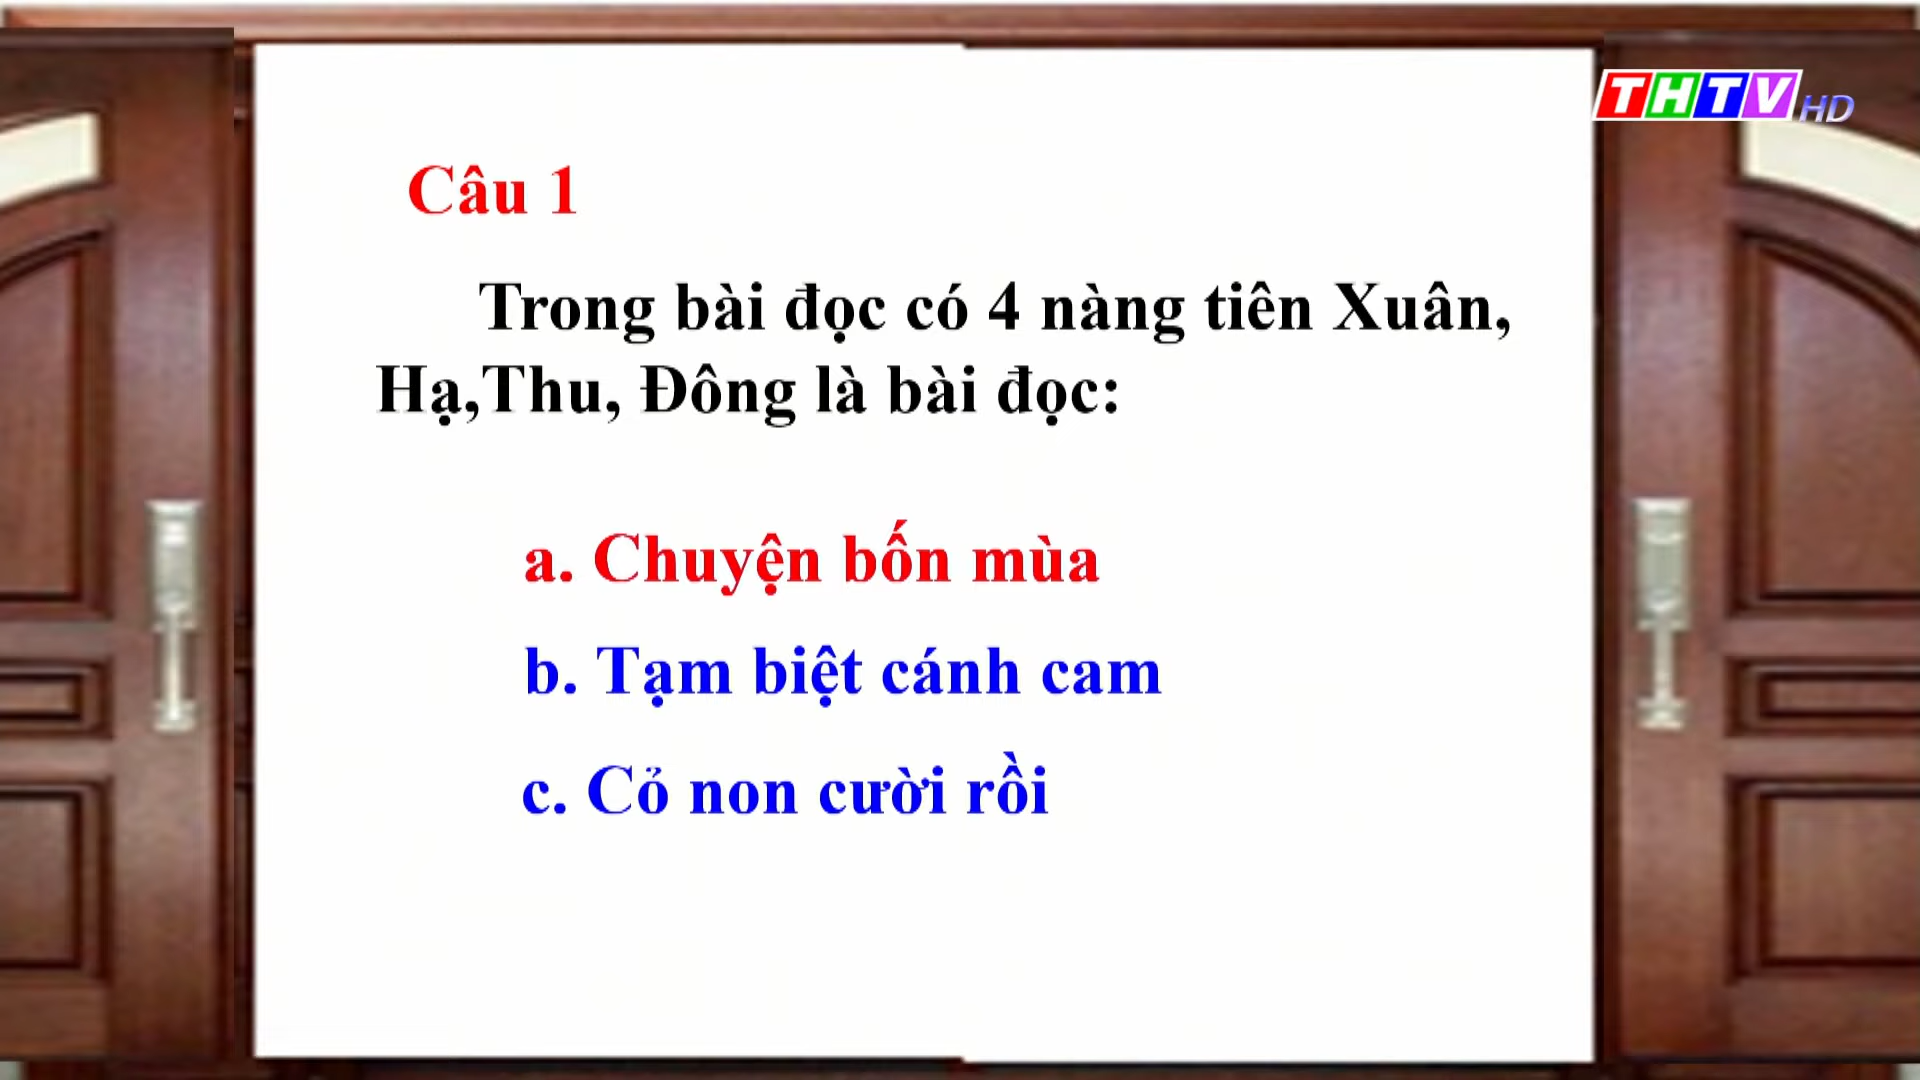 THTV HD
Câu 1
Trong bài đọc có 4 nàng tiên Xuân,
Hạ,Thu, Đông là bài đọc:
a. Chuyện bốn mùa
b. Tạm biệt cánh cam
c. Cỏ non cười rồi